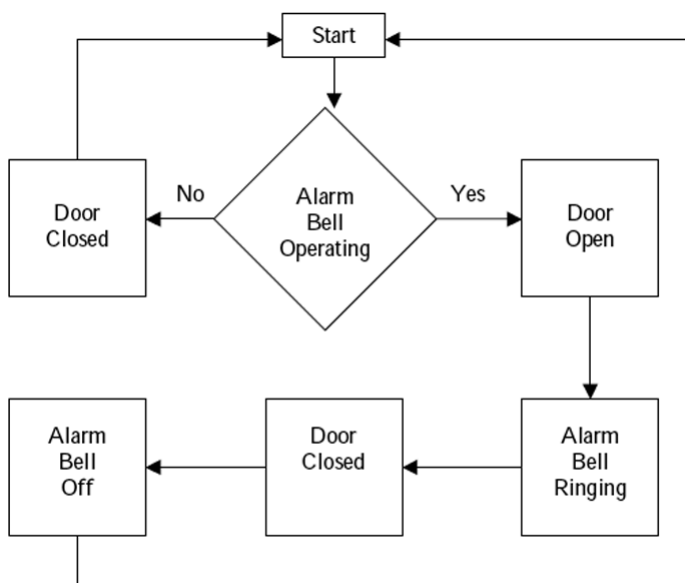 Start
No
Alarm
Bell
Operating
Yes
Door
Closed
Door
Open
Alarm
Bell
Off
Door
Closed
Alarm
Bell
Ringing